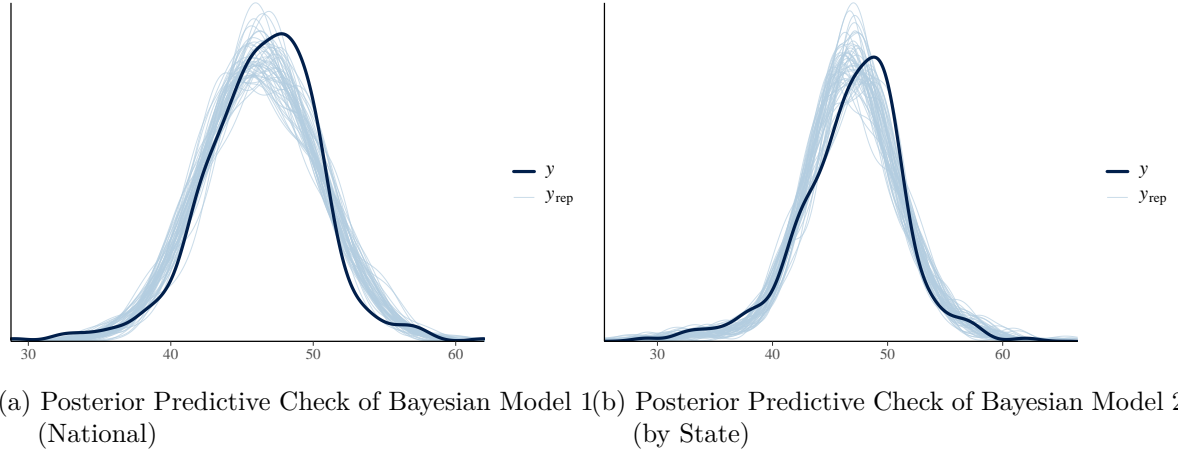 y
y_rep
30 40 50 60
y
y_rep
30 40 50 60
(a) Posterior Predictive Check of Bayesian Model 1
(National)
(b) Posterior Predictive Check of Bayesian Model 2
(by State)